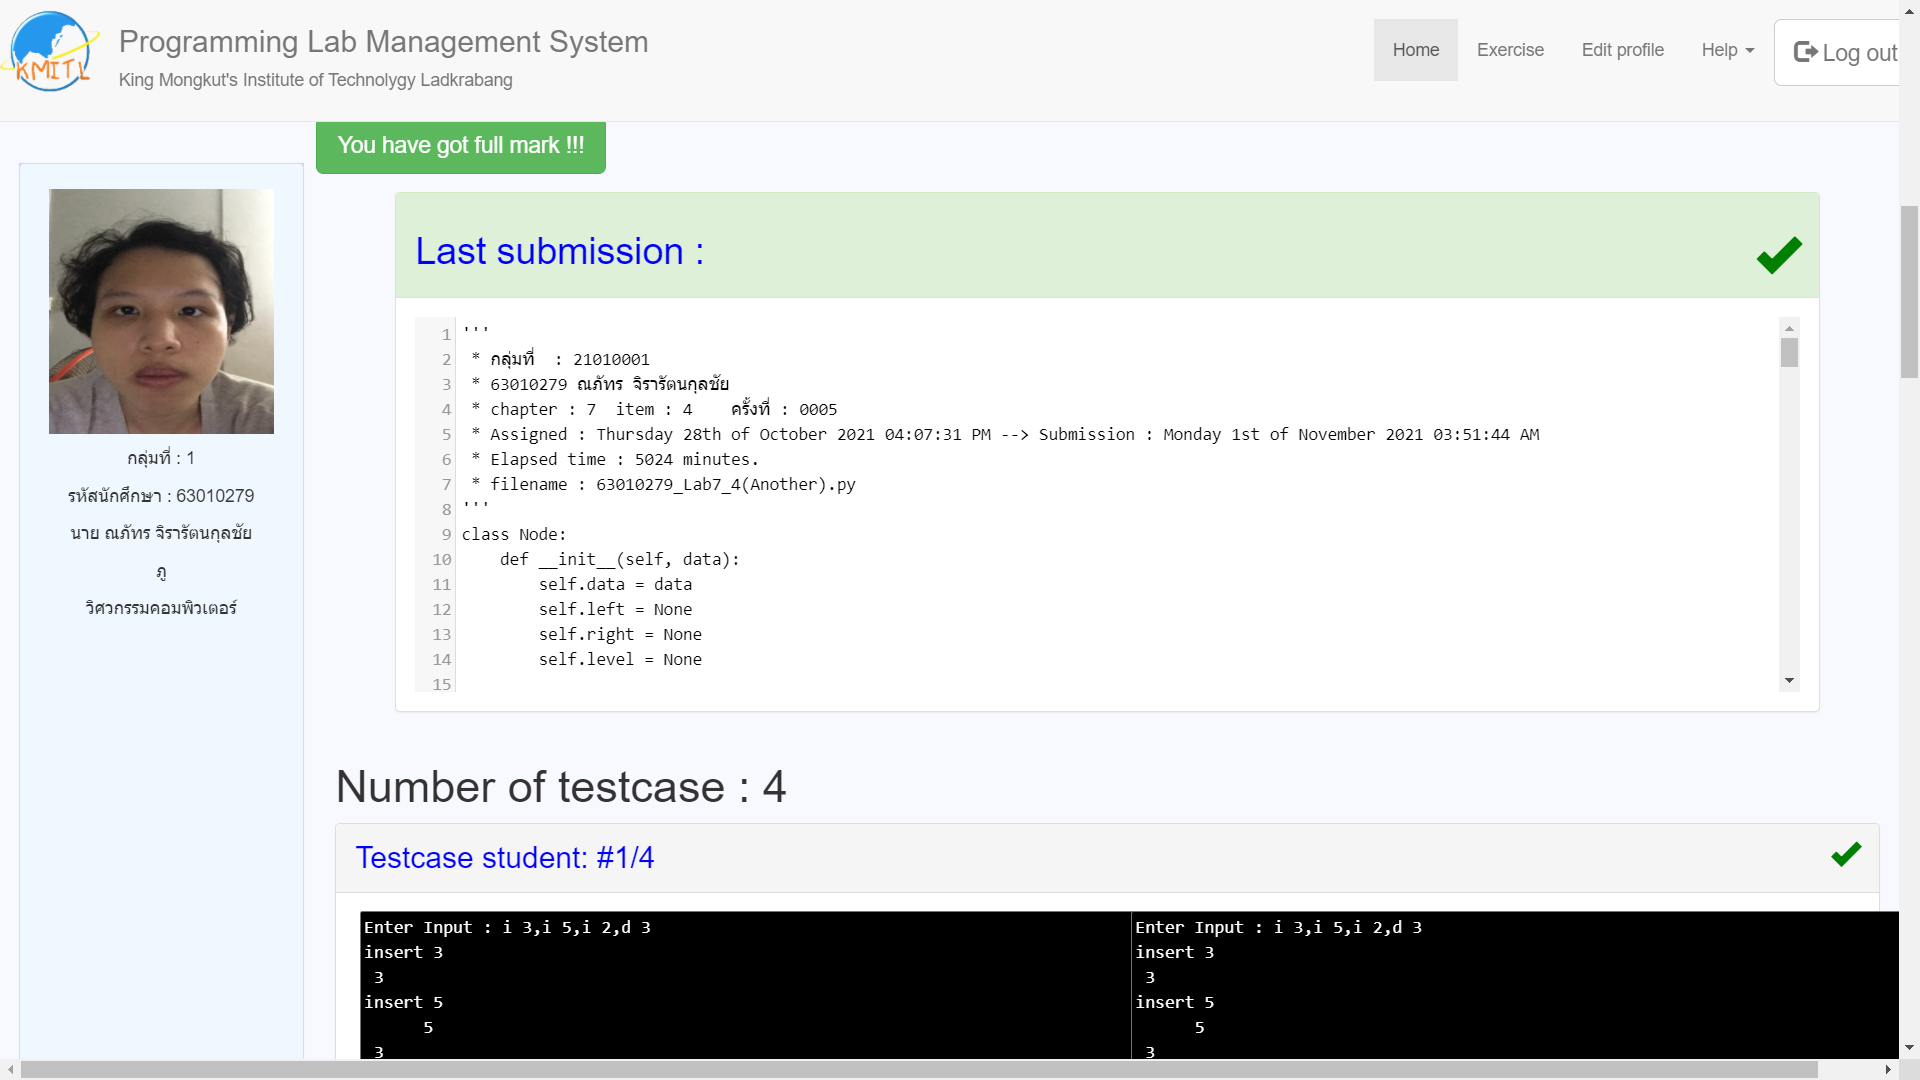 KMITL
Programming Lab Management System
King Mongkut's Institute of Technolygy Ladkrabang
Home
Exercise
Edit profile
Help
Log out
You have got full mark !!!
กลุ่มที่ : 1
รหัสนักศึกษา : 63010279
นาย ณภัทร จิรารัตนกุลชัย
ภู
วิศวกรรมคอมพิวเตอร์
Last submission :
1 '''
2  * กลุ่มที่  : 21010001
3  * 63010279 ณภัทร จิรารัตนกุลชัย
4  * chapter : 7  item : 4    ครั้งที่ : 0005
5  * Assigned : Thursday 28th of October 2021 04:07:31 PM --> Submission : Monday 1st of November 2021 03:51:44 AM
6  * Elapsed time : 5024 minutes.
7  * filename : 63010279_Lab7_4(Another).py
8 '''
9 class Node:
10     def __init__(self, data):
11         self.data = data
12         self.left = None
13         self.right = None
14         self.level = None
15
Number of testcase : 4
Testcase student: #1/4
Enter Input : i 3,i 5,i 2,d 3
insert 3
3
insert 5
5
3
Enter Input : i 3,i 5,i 2,d 3
insert 3
3
insert 5
5
3